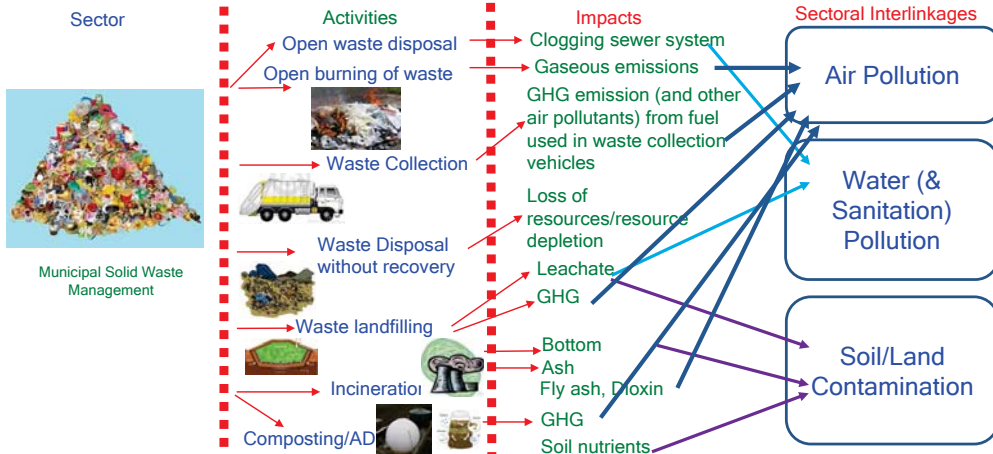 Sector
Activities
Impacts
Sectoral Interlinkages
Municipal Solid Waste
Management
Open waste disposal
Open burning of waste
Waste Collection
Waste Disposal
without recovery
Waste landfilling
Incineration
Composting/AD
Clogging sewer system
Gaseous emissions
GHG emission (and other
air pollutants) from fuel
used in waste collection
vehicles
Loss of
resources/resource
depletion
Leachate
GHG
Bottom
Ash
Fly ash, Dioxin
GHG
Soil nutrients
Air Pollution
Water (&
Sanitation)
Pollution
Soil/Land
Contamination